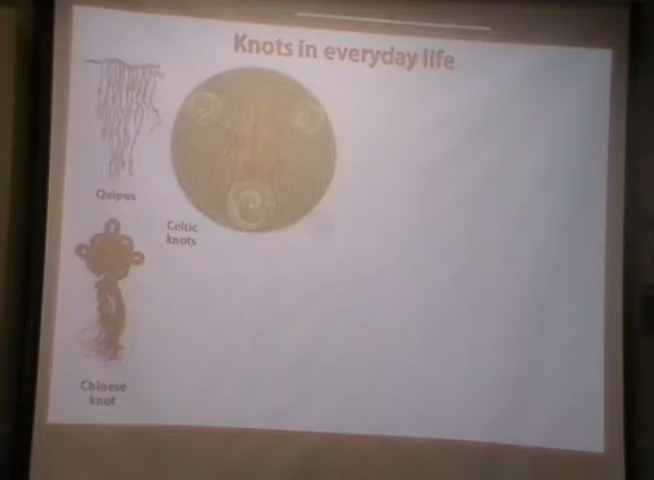 Knots in everyday life
Quipus
Celtic
knots
Chinese
knot